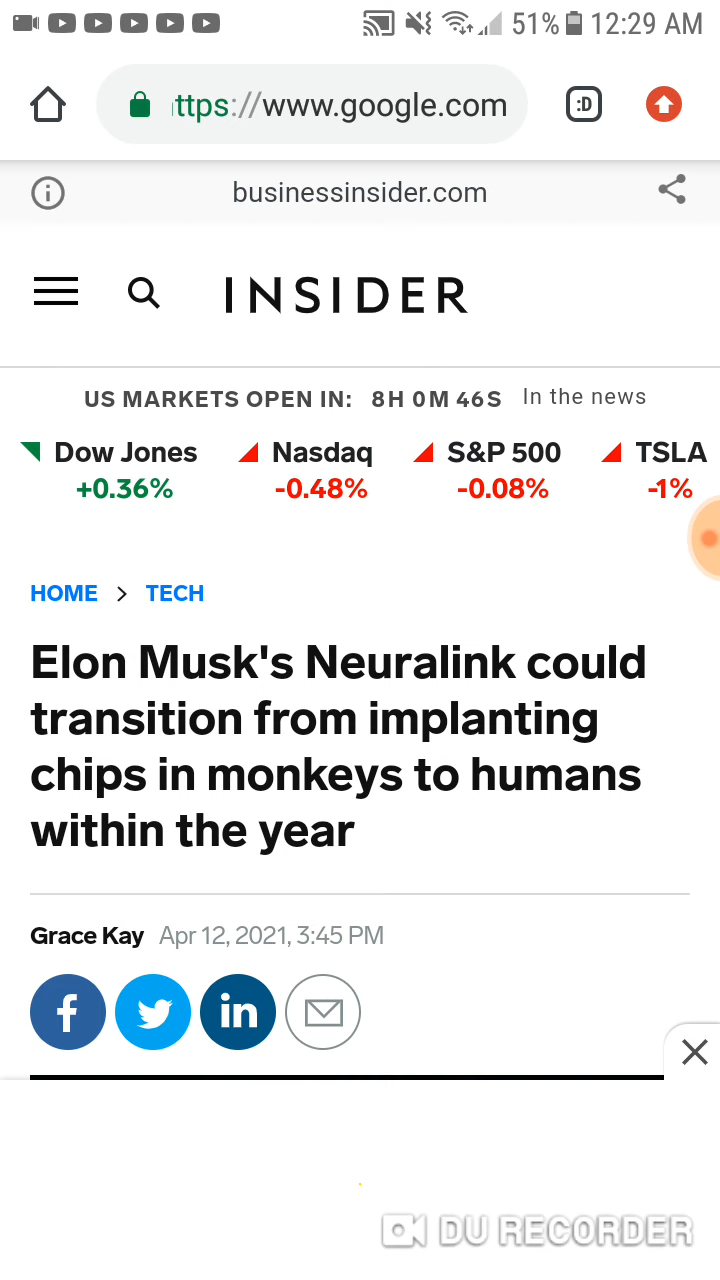 51% 12:29 AM
ttps://www.google.com :D
businessinsider.com
INSIDER
US MARKETS OPEN IN: 8H 0M 46S In the news
Dow Jones Nasdaq S&P 500 TSLA
+0.36% -0.48% -0.08% -1%
HOME > TECH
Elon Musk's Neuralink could
transition from implanting
chips in monkeys to humans
within the year
Grace Kay Apr 12, 2021, 3:45 PM
f in
DU RECORDER